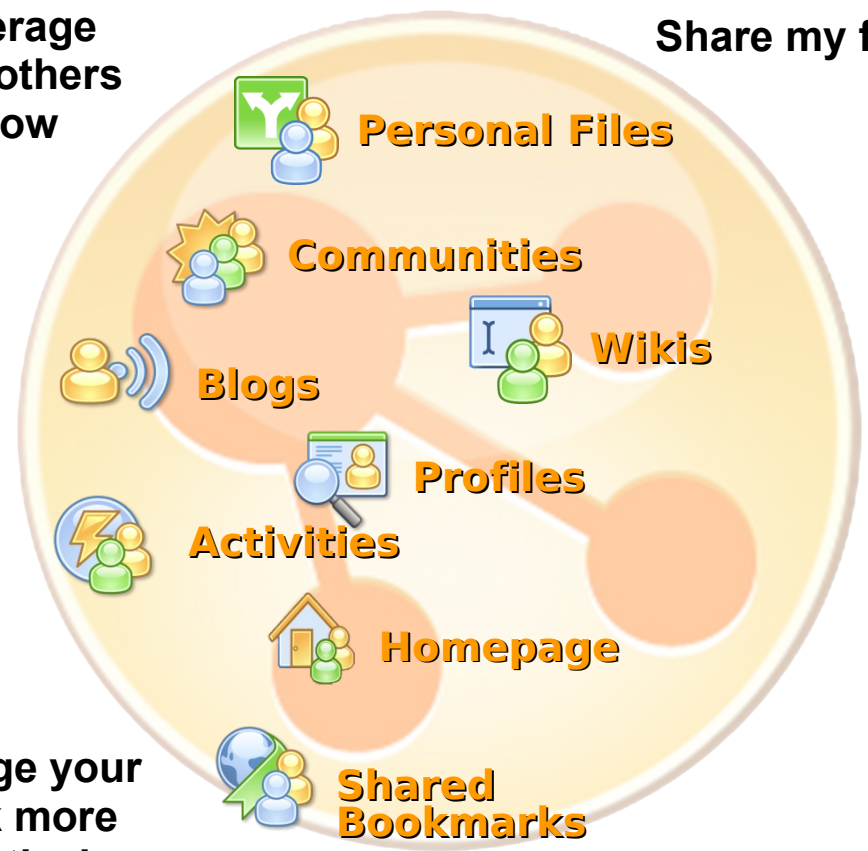 erage
others
ow
Share my f
Personal Files
Communities
Wikis
Blogs
Profiles
Activities
Homepage
Shared
Bookmarks
ge your
more